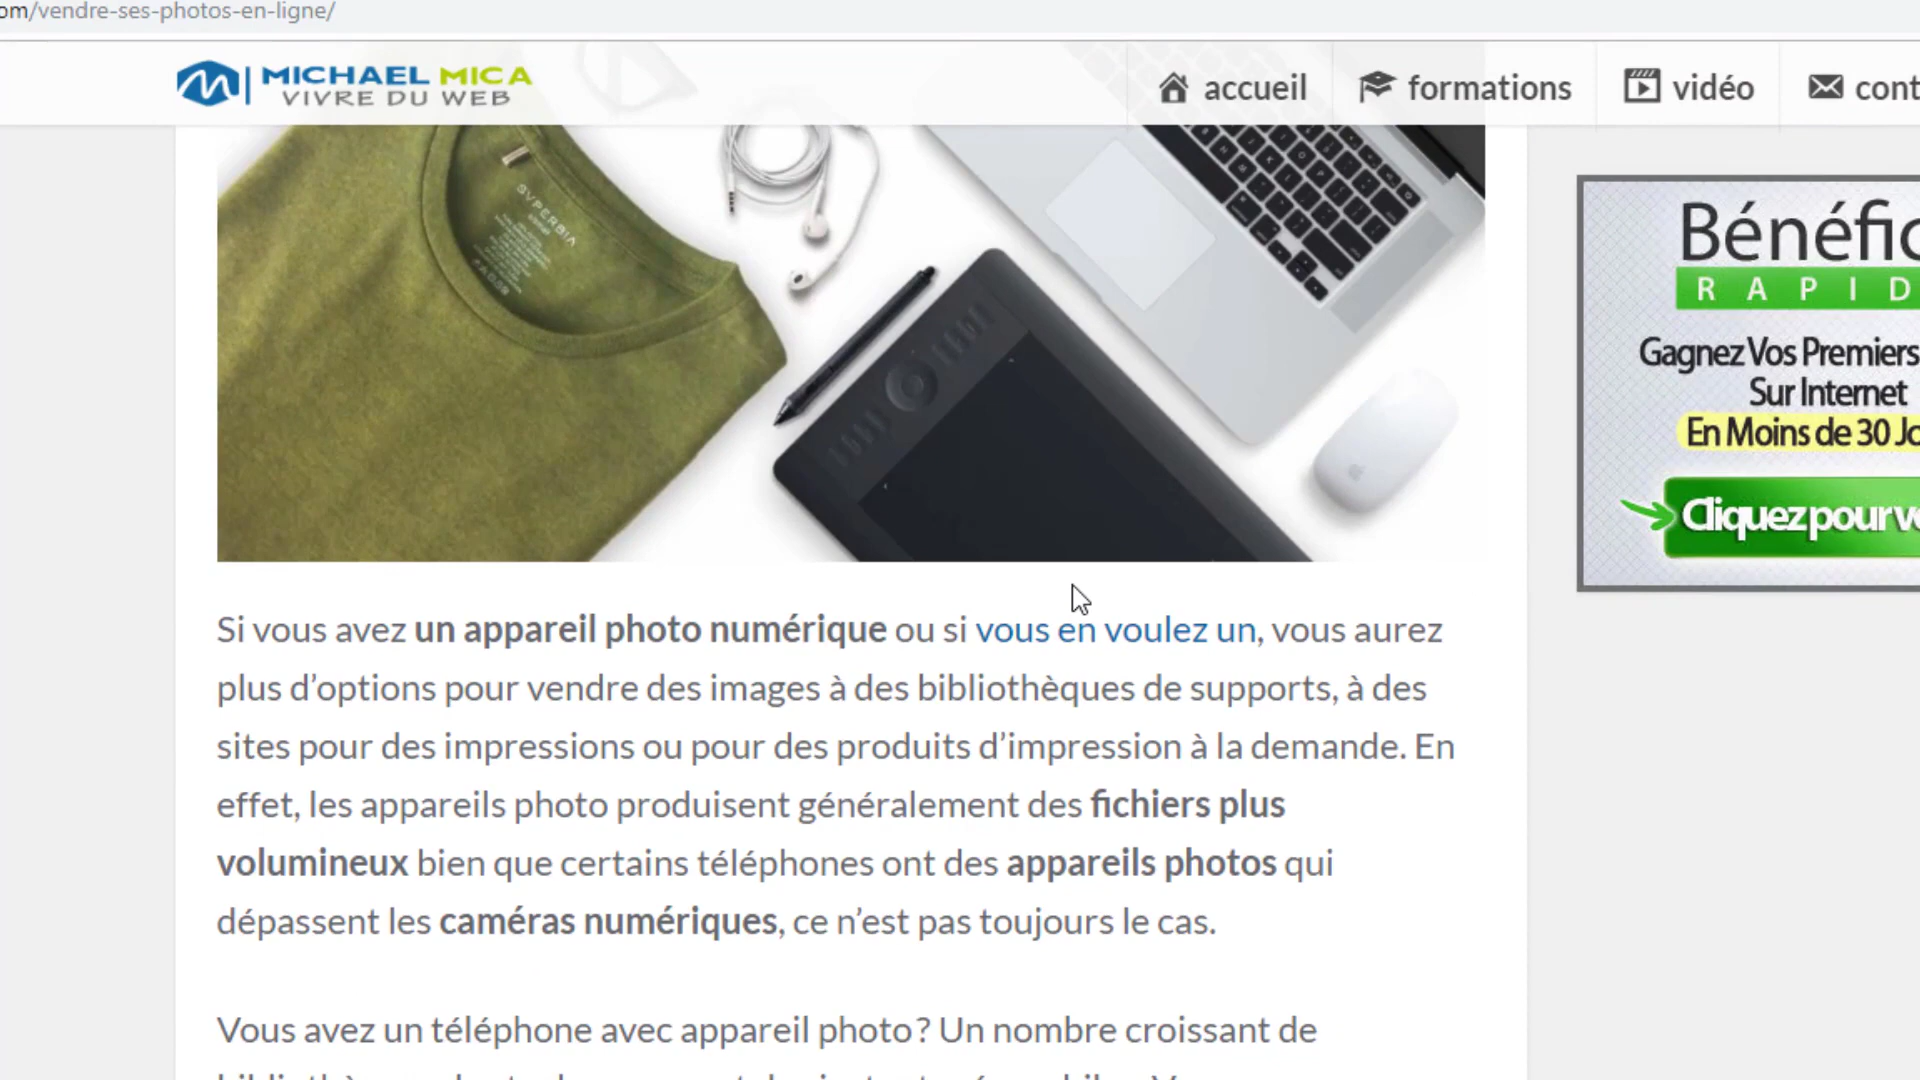 om/vendre-ses-photos-en-ligne/
MICHAEL MICA
VIVRE DU WEB
accueil
formations
vidéo
cont
SVPERBIA
Bénéfic
RAPID
Gagnez Vos Premiers
Sur Internet
En Moins de 30 Jo
Cliquez pour v
Si vous avez un appareil photo numérique ou si vous en voulez un, vous aurez
plus d’options pour vendre des images à des bibliothèques de supports, à des
sites pour des impressions ou pour des produits d’impression à la demande. En
effet, les appareils photo produisent généralement des fichiers plus
volumineux bien que certains téléphones ont des appareils photos qui
dépassent les caméras numériques, ce n’est pas toujours le cas.
Vous avez un téléphone avec appareil photo? Un nombre croissant de